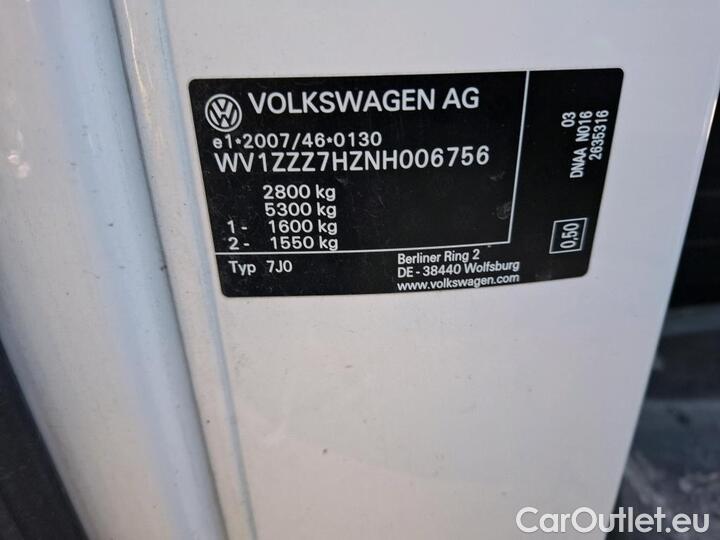 VOLKSWAGEN AG
e1*2007/46*0130
WV1ZZZ7HZNH006756
2800 kg
5300 kg
1- 1600 kg
2- 1550 kg
Typ 7J0
Berliner Ring 2
DE-38440 Wolfsburg
www.volkswagen.com
03
DNAA N016
2635316
0,50
CarOutlet.eu